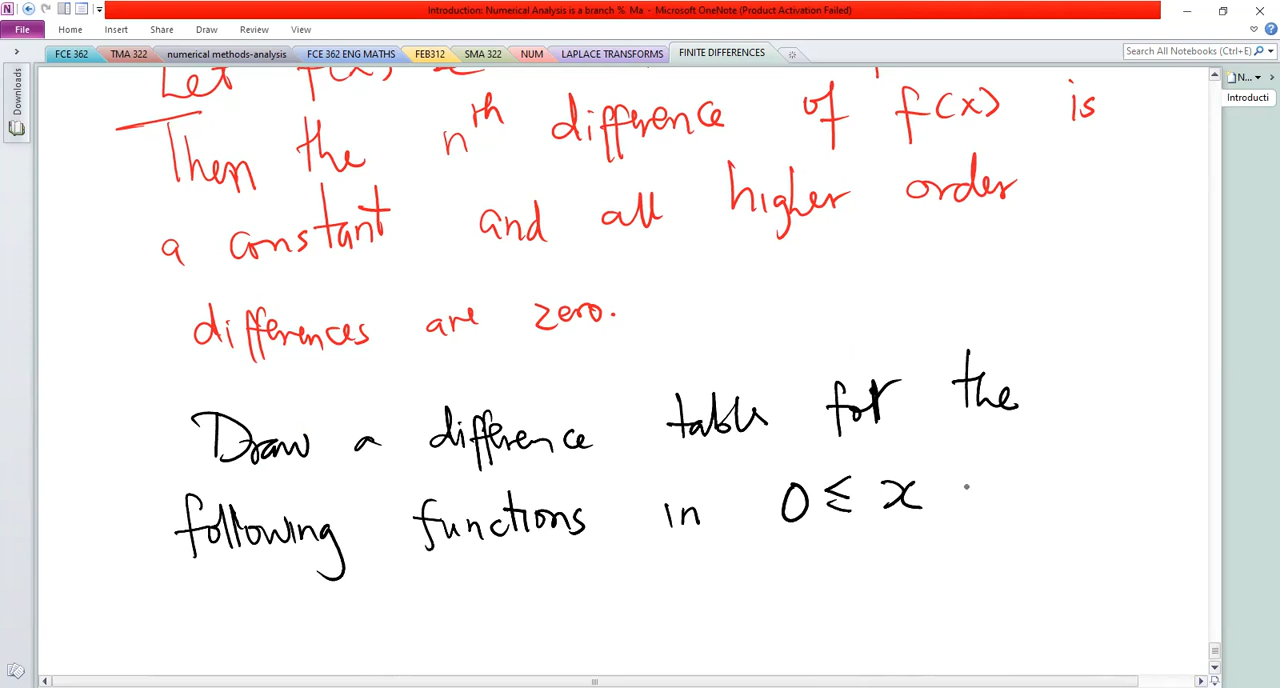 Introduction: Numerical Analysis is a branch %. Ma - Microsoft OneNote (Product Activation Failed)
File Home Insert Share Draw Review View
FCE 362 TMA 322 numerical methods-analysis FCE 362 ENG MATHS FEB312 SMA 322 NUM LAPLACE TRANSFORMS FINITE DIFFERENCES
Search All Notebooks (Ctrl+E)
Downloads
N...
Introducti
Let
Then the nth difference of f(x) is
a constant and all higher order
differences are zero.
Draw a difference table for the
following functions in 0 ≤ x